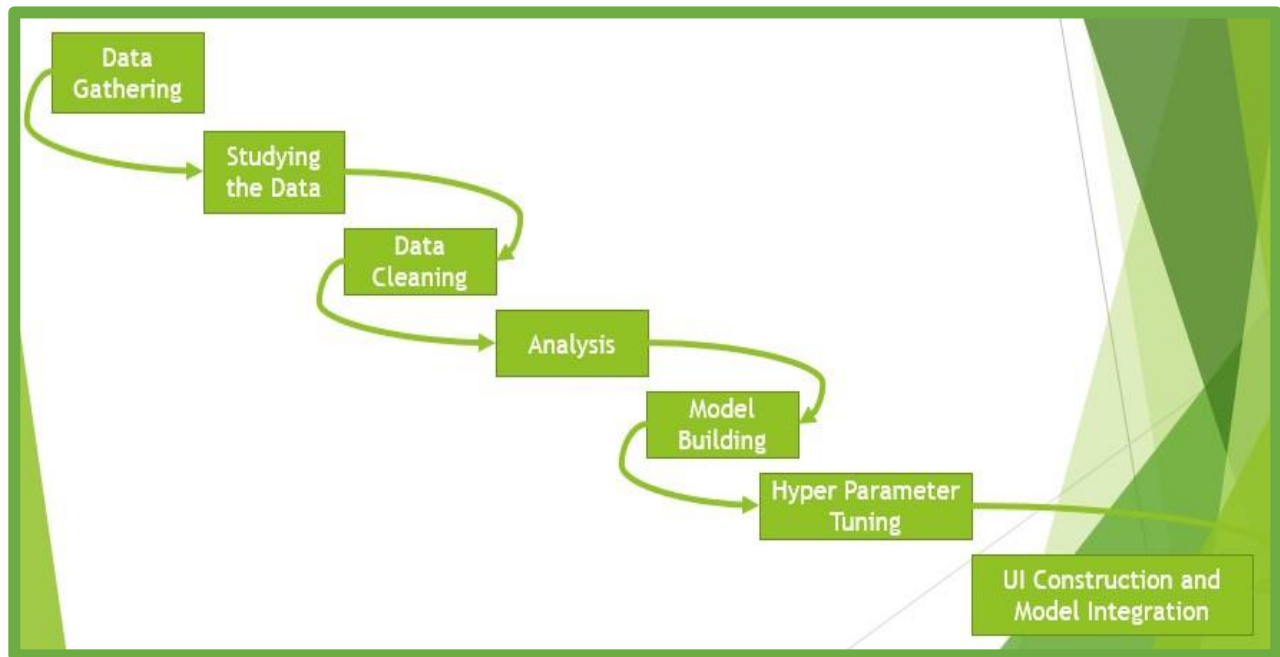 Data
Gathering
Studying
the Data
Data
Cleaning
Analysis
Model
Building
Hyper Parameter
Tuning
UI Construction and
Model Integration